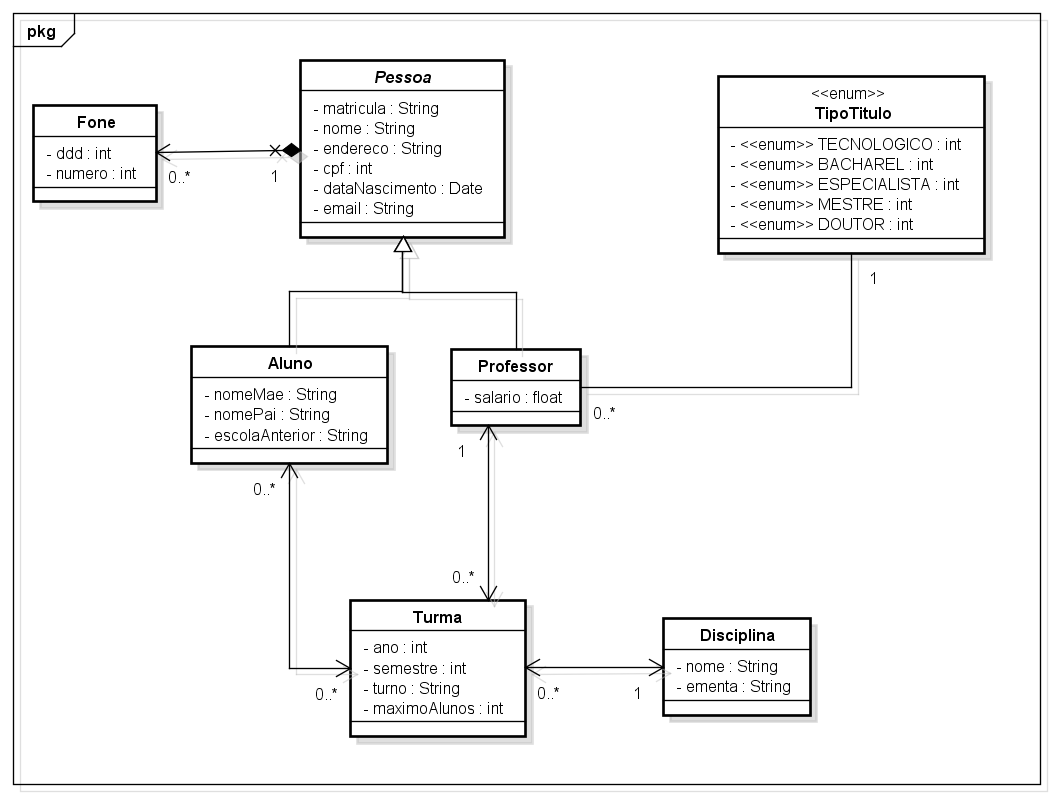 pkg
Pessoa
- matricula : String
- nome : String
- endereco : String
- cpf : int
- dataNascimento : Date
- email : String
Fone
- ddd : int
- numero : int
0..*
1
<<enum>>
TipoTitulo
- <<enum>> TECNOLOGICO : int
- <<enum>> BACHAREL : int
- <<enum>> ESPECIALISTA : int
- <<enum>> MESTRE : int
- <<enum>> DOUTOR : int
1
Aluno
- nomeMae : String
- nomePai : String
- escolaAnterior : String
Professor
- salario : float
0..*
1
0..*
0..*
Turma
- ano : int
- semestre : int
- turno : String
- maximoAlunos : int
0..*
0..*
1
Disciplina
- nome : String
- ementa : String